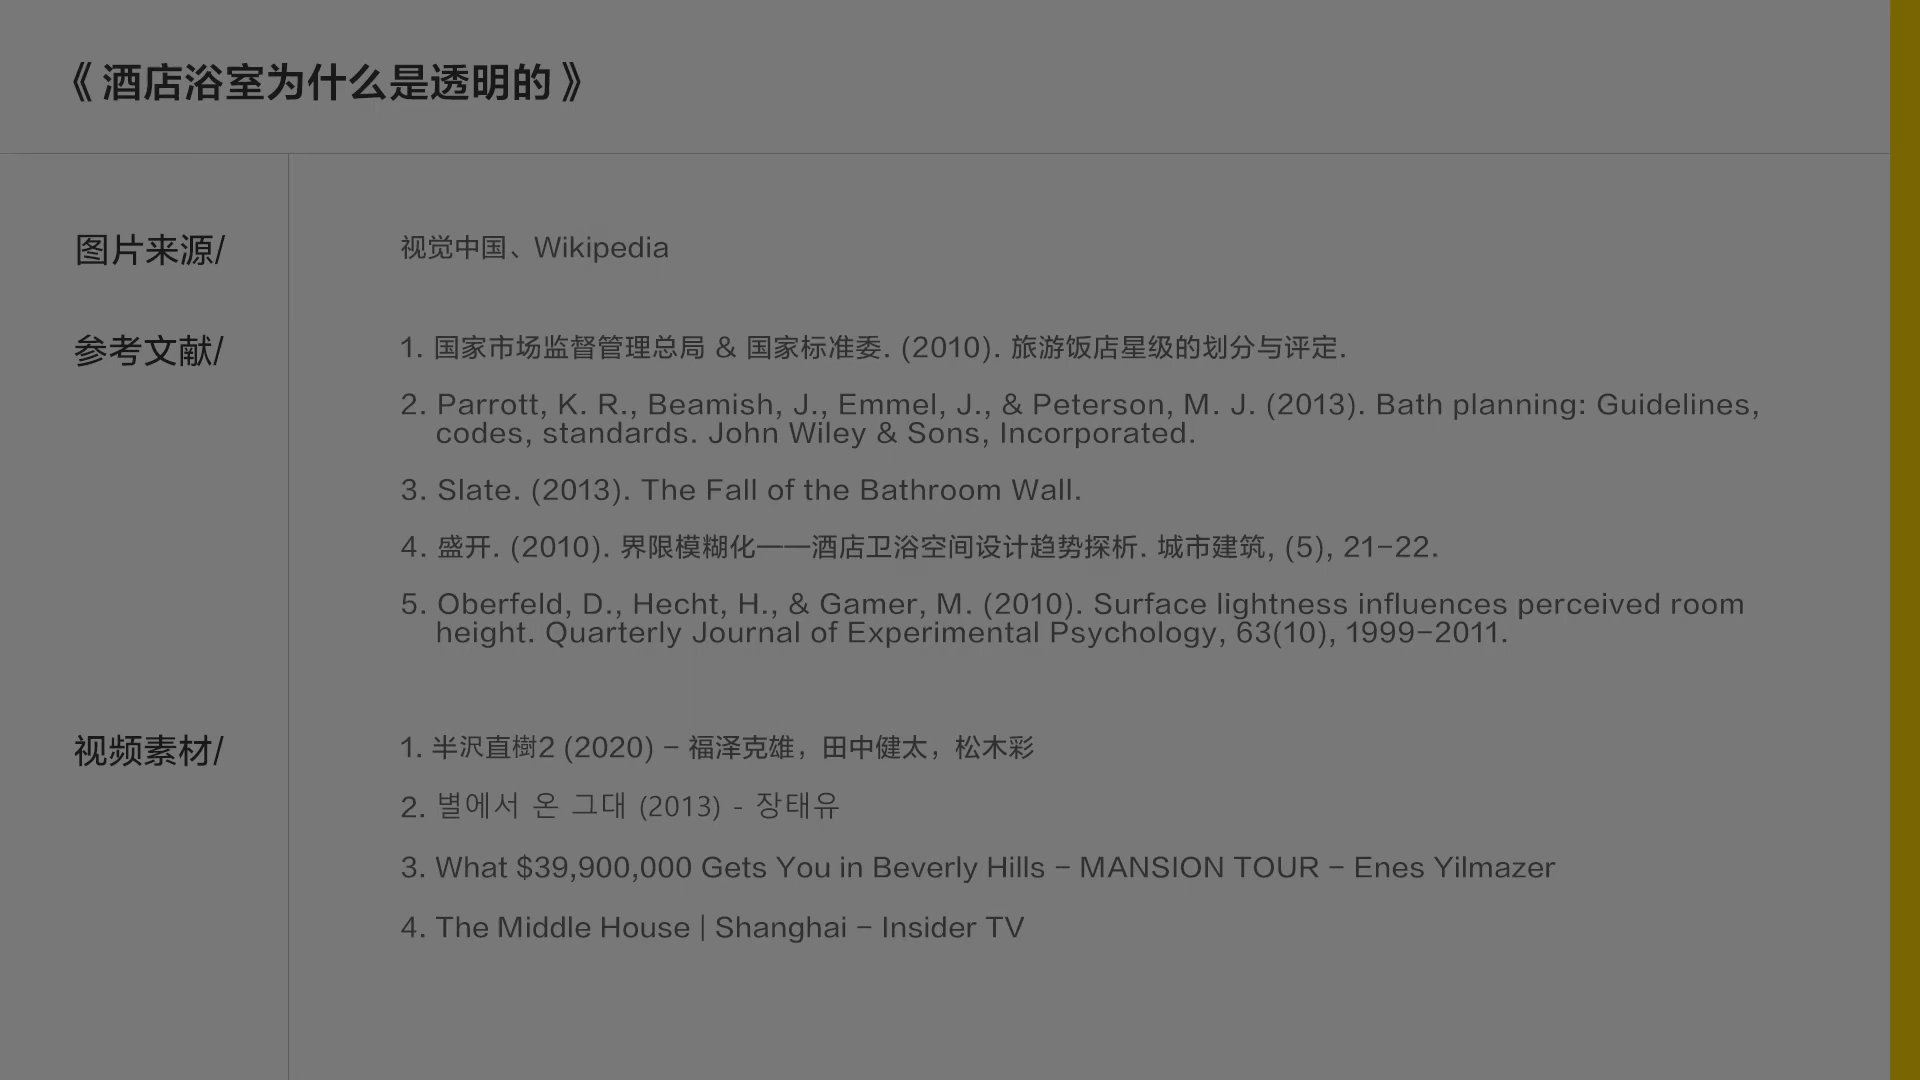 《酒店浴室为什么是透明的》
图片来源/
视觉中国、Wikipedia
参考文献/
1. 国家市场监督管理总局 & 国家标准委. (2010). 旅游饭店星级的划分与评定.
2. Parrott, K. R., Beamish, J., Emmel, J., & Peterson, M. J. (2013). Bath planning: Guidelines,
codes, standards. John Wiley & Sons, Incorporated.
3. Slate. (2013). The Fall of the Bathroom Wall.
4. 盛开. (2010). 界限模糊化——酒店卫浴空间设计趋势探析. 城市建筑, (5), 21–22.
5. Oberfeld, D., Hecht, H., & Gamer, M. (2010). Surface lightness influences perceived room
height. Quarterly Journal of Experimental Psychology, 63(10), 1999–2011.
视频素材/
1. 半沢直樹2 (2020) – 福泽克雄，田中健太，松木彩
2. 별에서 온 그대 (2013) - 장태유
3. What $39,900,000 Gets You in Beverly Hills – MANSION TOUR – Enes Yilmazer
4. The Middle House | Shanghai – Insider TV